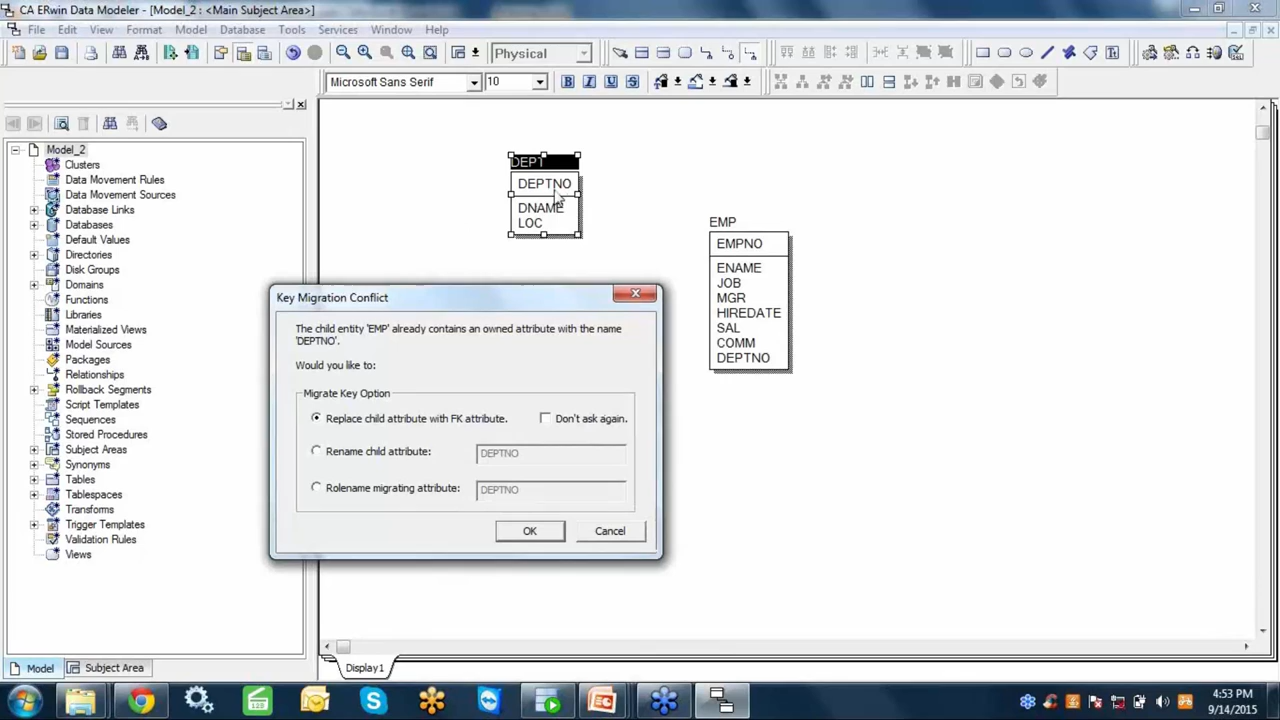 CA ERwin Data Modeler - [Model_2 : <Main Subject Area>]
File Edit View Format Model Database Tools Services Window Help
Physical
Microsoft Sans Serif 10
Model_2
Clusters
Data Movement Rules
Data Movement Sources
Database Links
Databases
Default Values
Directories
Disk Groups
Domains
Functions
Libraries
Materialized Views
Model Sources
Packages
Relationships
Rollback Segments
Script Templates
Sequences
Stored Procedures
Subject Areas
Synonyms
Tables
Tablespaces
Transforms
Trigger Templates
Validation Rules
Views
Model Subject Area
DEPT
DEPTNO
DNAME
LOC
EMP
EMPNO
ENAME
JOB
MGR
HIREDATE
SAL
COMM
DEPTNO
Key Migration Conflict
The child entity 'EMP' already contains an owned attribute with the name
'DEPTNO'.
Would you like to:
Migrate Key Option
Replace child attribute with FK attribute. Don't ask again.
Rename child attribute: DEPTNO
Rolename migrating attribute: DEPTNO
OK Cancel
Display1
123
4:53 PM
9/14/2015